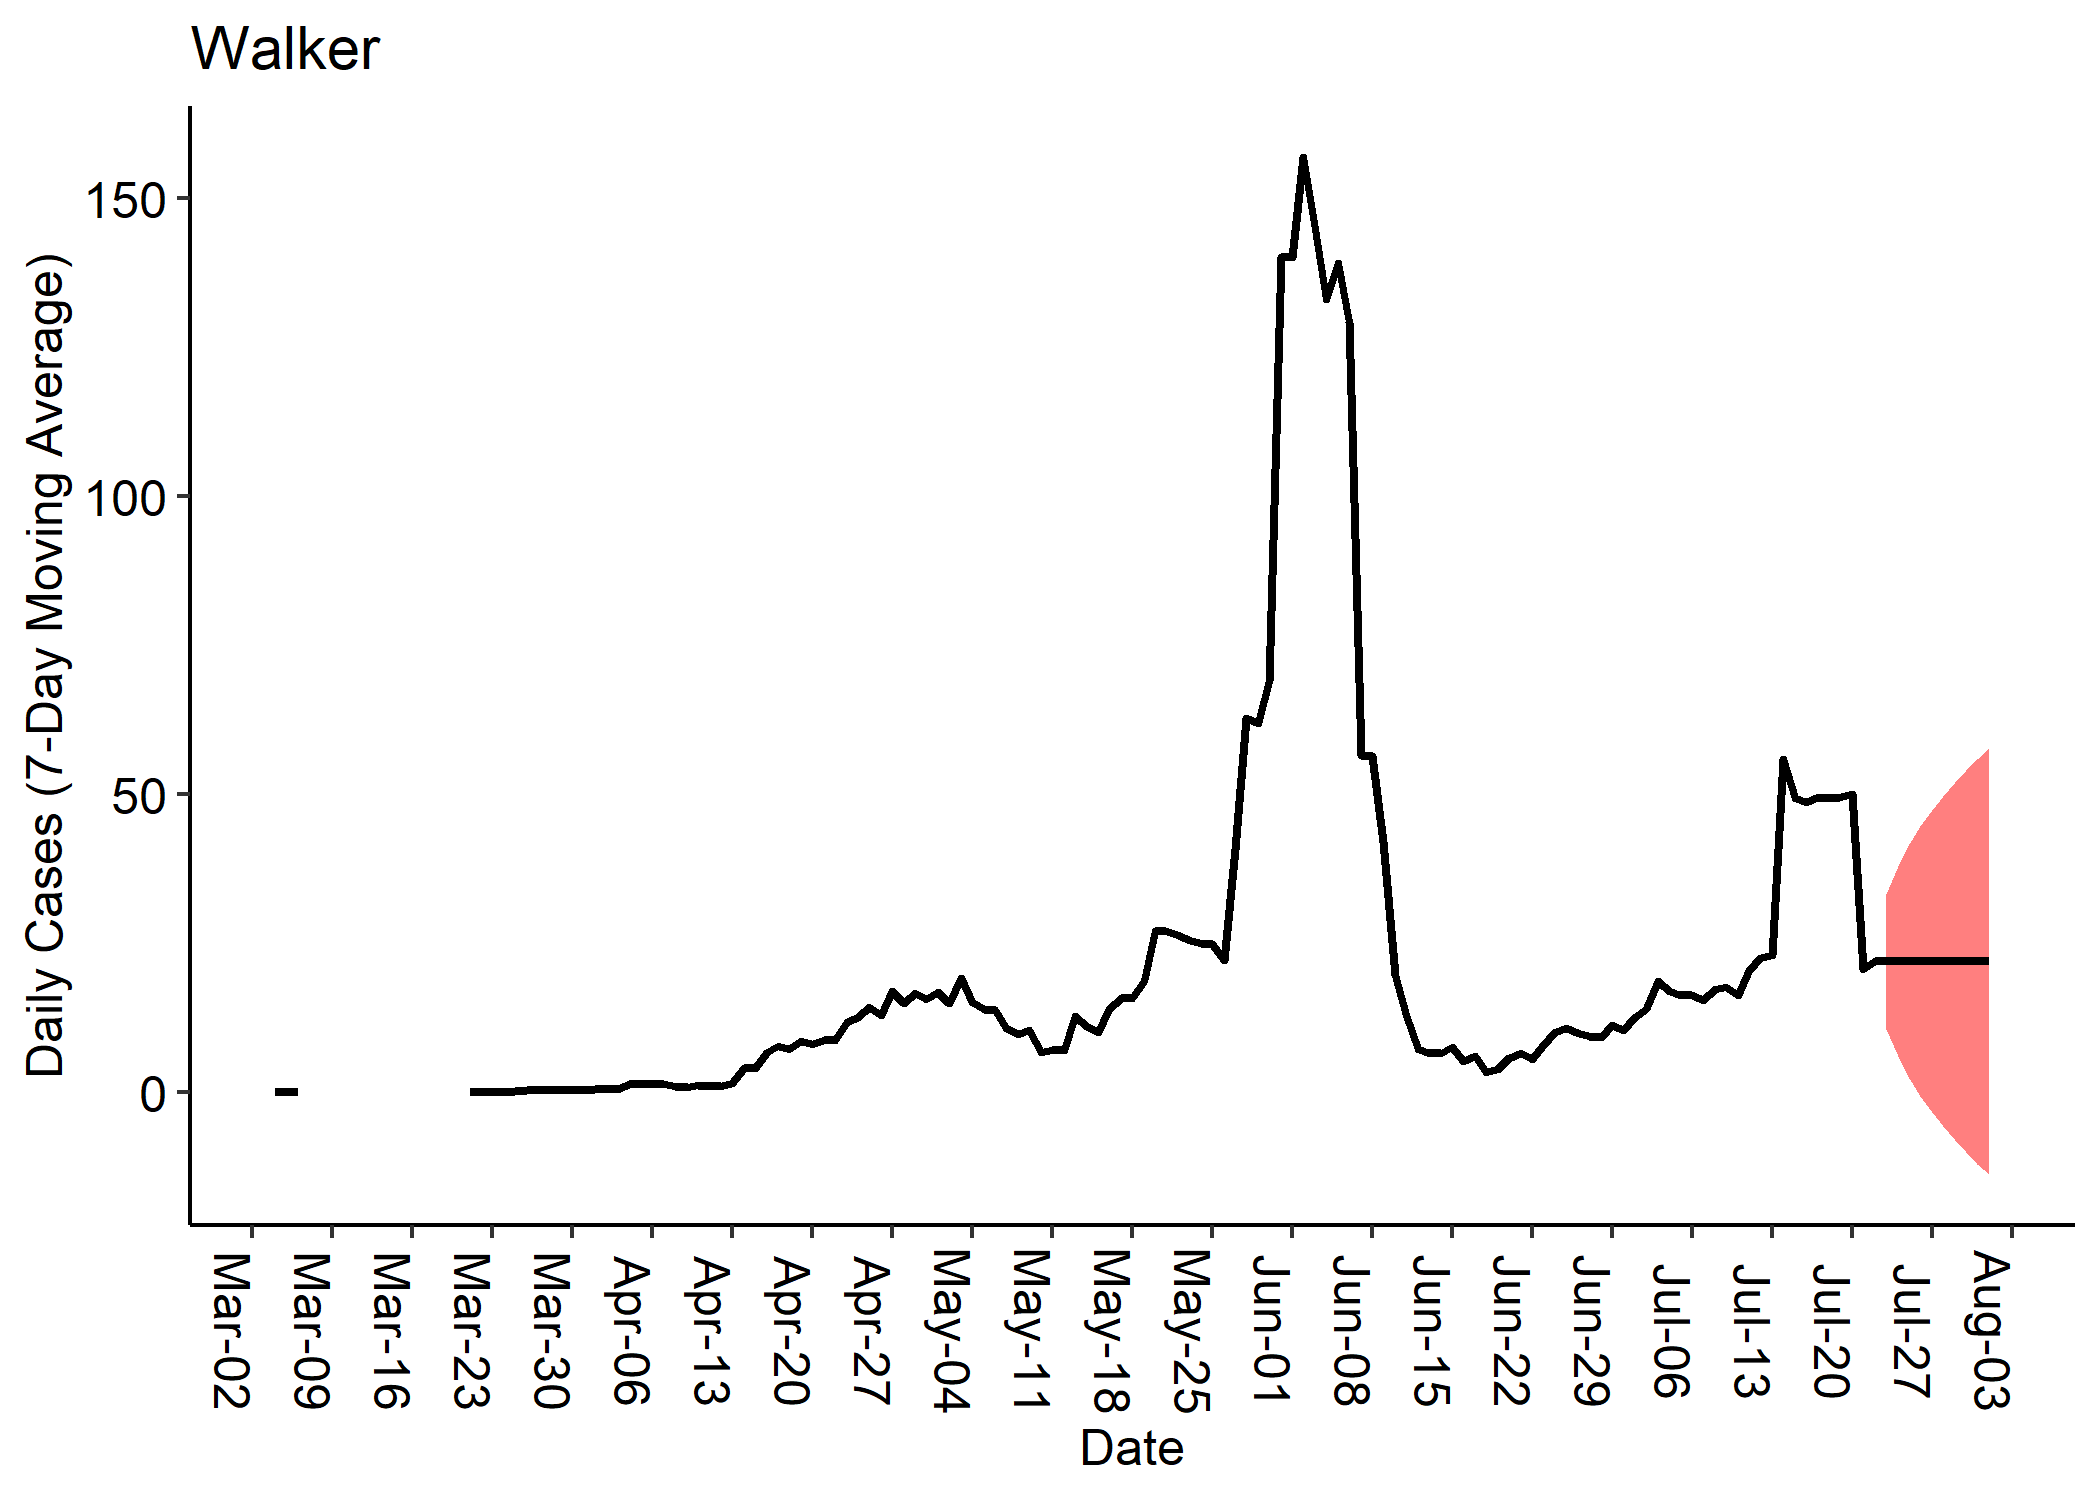 Walker
Daily Cases (7-Day Moving Average)
150
100
50
0
Mar-02
Mar-09
Mar-16
Mar-23
Mar-30
Apr-06
Apr-13
Apr-20
Apr-27
May-04
May-11
May-18
May-25
Jun-01
Jun-08
Jun-15
Jun-22
Jun-29
Jul-06
Jul-13
Jul-20
Jul-27
Aug-03
Date